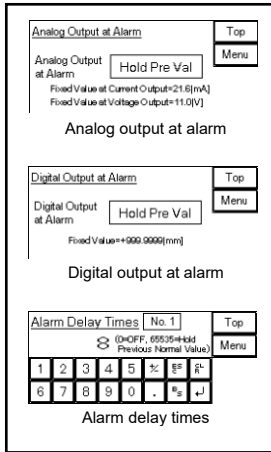 Analog Output at Alarm
Top
Menu
Analog Output
at Alarm
Hold Pre Val
Fixed Value at Current Output=21.6[mA]
Fixed Value at Voltage Output=11.0[V]
Analog output at alarm
Digital Output at Alarm
Top
Menu
Digital Output
at Alarm
Hold Pre Val
Fixed Value=+999.9999[mm]
Digital output at alarm
Alarm Delay Times No. 1 Top
8 (0=OFF, 65535=Hold
Previous Normal Value)
Menu
1 2 3 4 5 +/- ESC CLR
6 7 8 9 0 . BS ↵
Alarm delay times